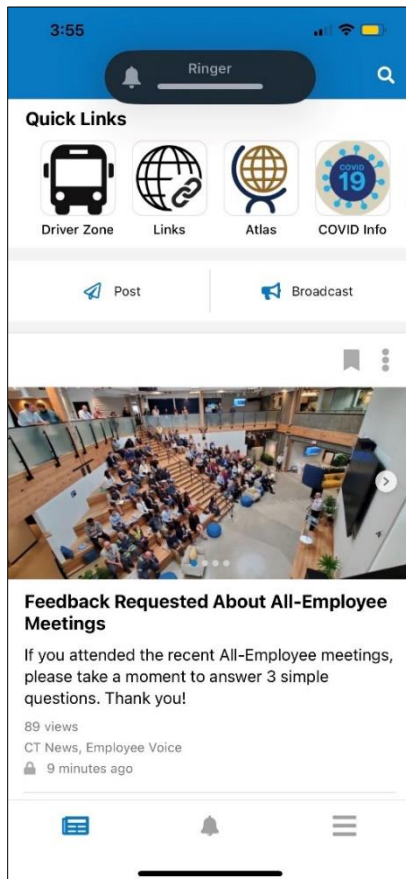 3:55
Ringer
Quick Links
COVID
19
Driver Zone
Links
Atlas
COVID Info
Post
Broadcast
Feedback Requested About All-Employee
Meetings
If you attended the recent All-Employee meetings,
please take a moment to answer 3 simple
questions. Thank you!
89 views
CT News, Employee Voice
9 minutes ago